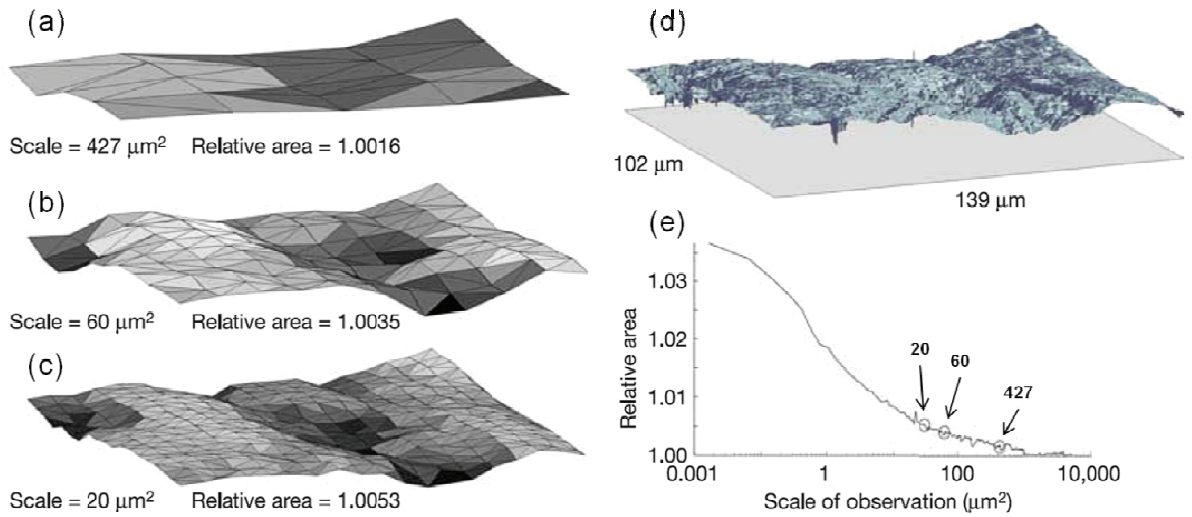 (a)
Scale = 427 μm² Relative area = 1.0016
(b)
Scale = 60 μm² Relative area = 1.0035
(c)
Scale = 20 μm² Relative area = 1.0053
(d)
102 μm
139 μm
(e)
Relative area
1.03
1.02
1.01
1.00
20
60
427
0.001
1
100
10,000
Scale of observation (μm²)